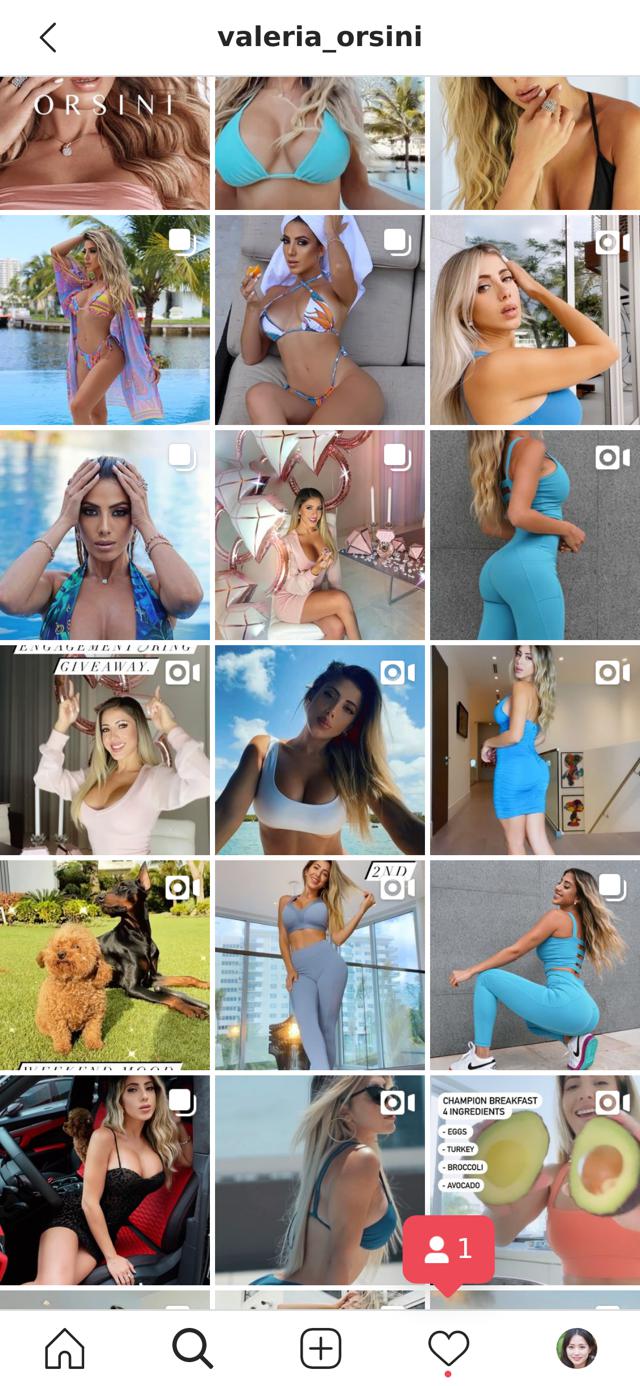 valeria_orsini
ORSINI
ENGAGEMENT RING
GIVEAWAY.
2ND
WEEKEND MOOD
CHAMPION BREAKFAST
4 INGREDIENTS
- EGGS
- TURKEY
- BROCCOLI
- AVOCADO
1